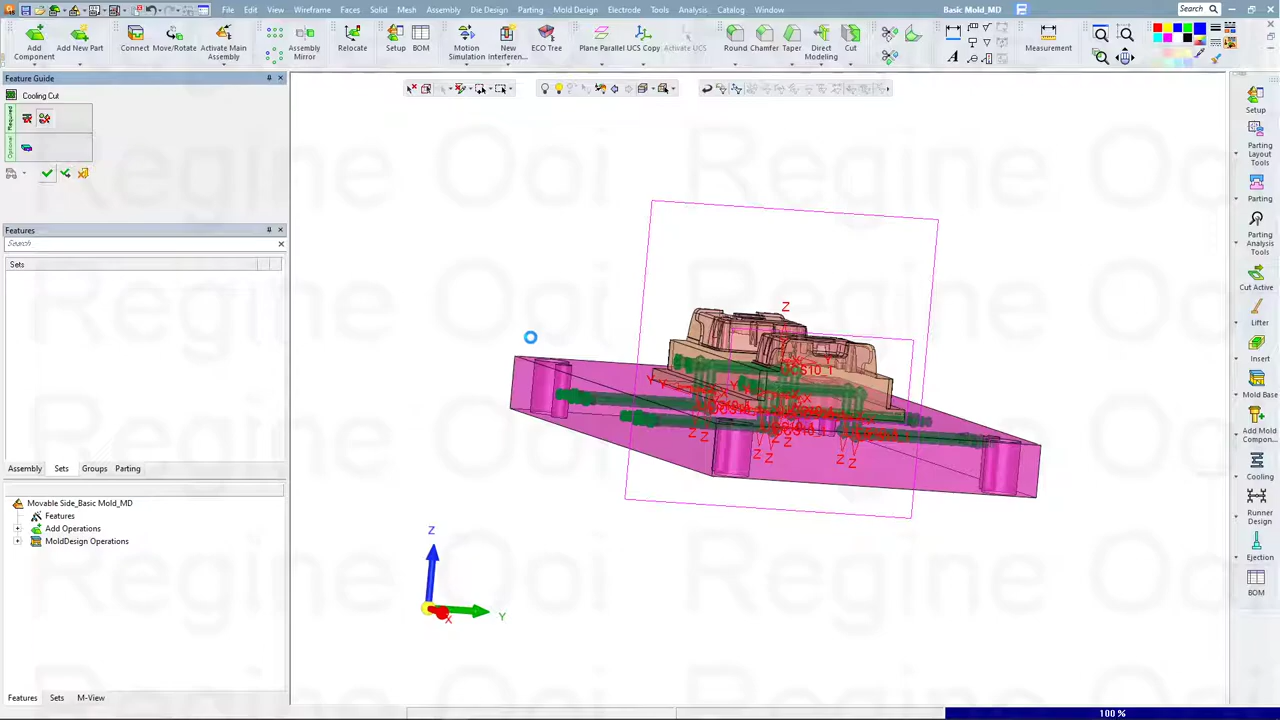 File Edit View Wireframe Faces Solid Mesh Assembly Die Design Parting Mold Design Electrode Tools Analysis Catalog Window
Basic Mold_MD
Search
Add Component
Add New Part
Connect
Move/Rotate
Activate Main Assembly
Assembly Mirror
Relocate
Setup
BOM
Motion Simulation
New Interferen...
ECO Tree
Plane Parallel
UCS Copy
Activate UCS
Round
Chamfer
Taper
Direct Modeling
Cut
Measurement
Feature Guide
Cooling Cut
Required
Optional
Features
Search
Sets
Assembly Sets Groups Parting
Movable Side_Basic Mold_MD
Features
Add Operations
MoldDesign Operations
Features Sets M-View
Z
Y
X
Z
Setup
Parting Layout Tools
Parting
Parting Analysis Tools
Cut Active
Lifter
Insert
Mold Base
Add Mold Compon...
Cooling
Runner Design
Ejection
BOM
100 %
Regine Ooi